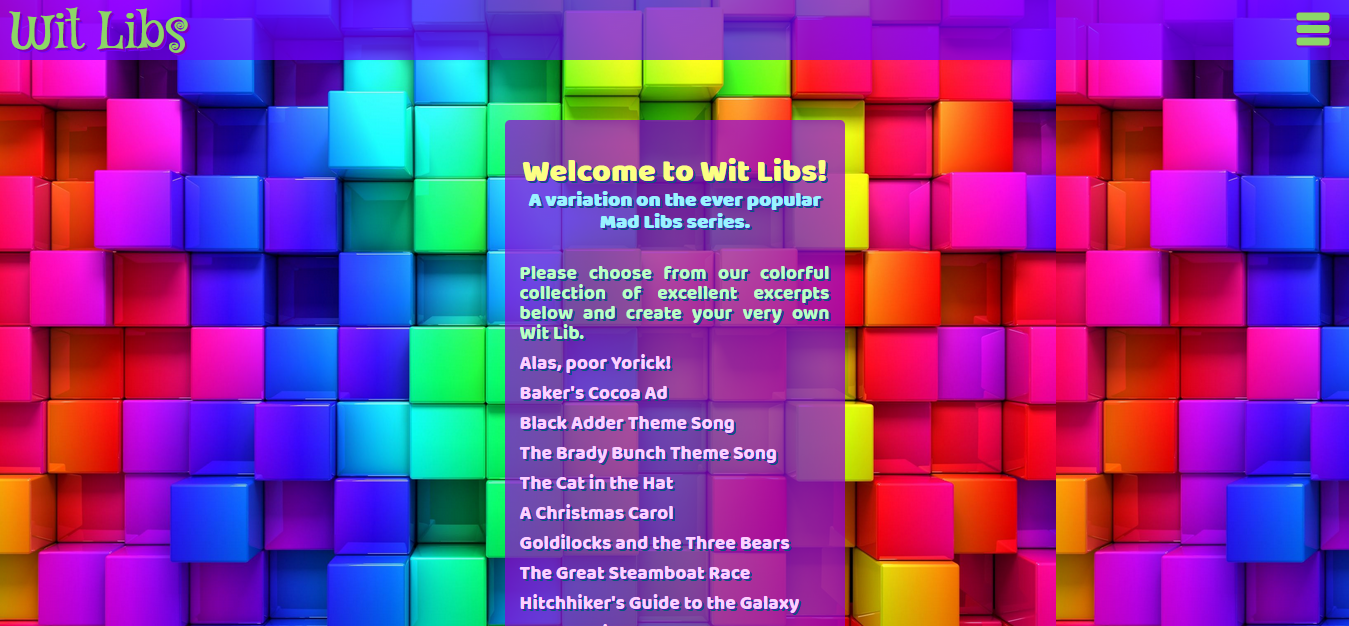 Wit Libs
Welcome to Wit Libs!
A variation on the ever popular
Mad Libs series.
Please choose from our colorful
collection of excellent excerpts
below and create your very own
Wit Lib.
Alas, poor Yorick!
Baker's Cocoa Ad
Black Adder Theme Song
The Brady Bunch Theme Song
The Cat in the Hat
A Christmas Carol
Goldilocks and the Three Bears
The Great Steamboat Race
Hitchhiker's Guide to the Galaxy